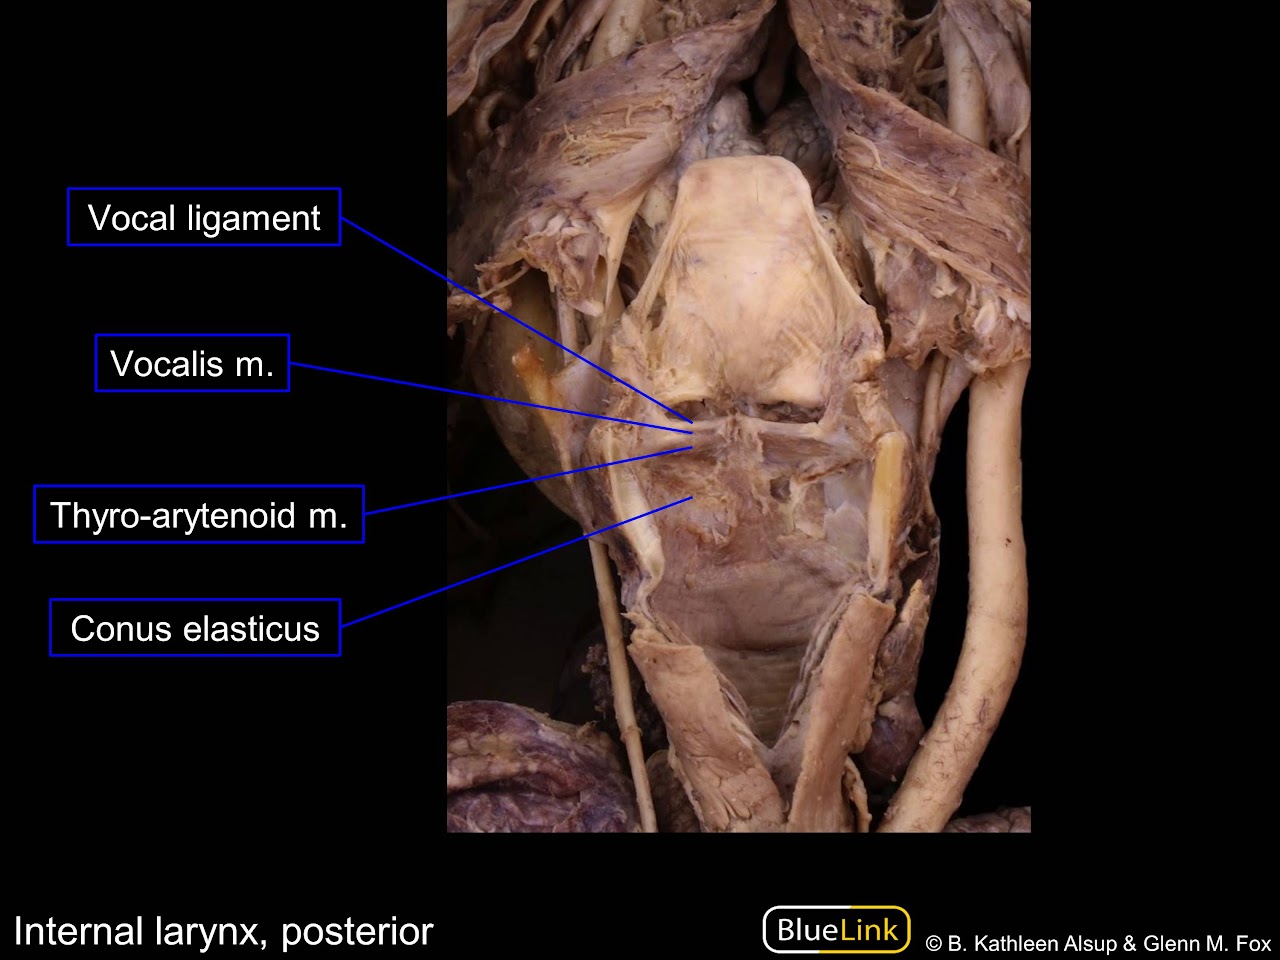 Vocal ligament
Vocalis m.
Thyro-arytenoid m.
Conus elasticus
Internal larynx, posterior
BlueLink
© B. Kathleen Alsup & Glenn M. Fox